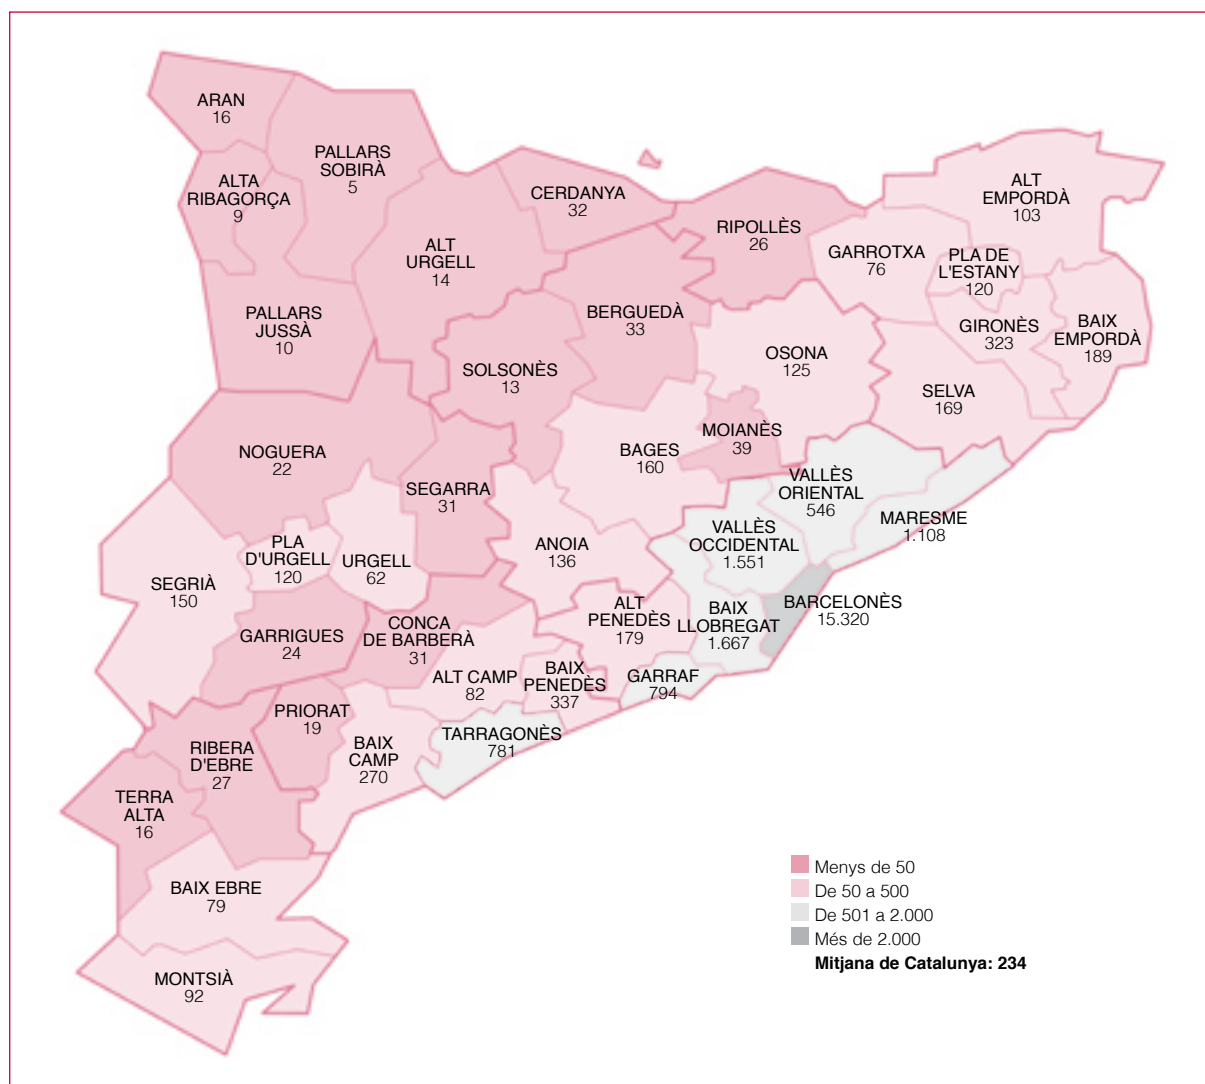 ARAN
16
PALLARS
SOBIRÀ
5
ALTA
RIBAGORÇA
9
CERDANYA
32
ALT
EMPORDÀ
103
RIPOLLÈS
26
ALT
URGELL
14
GARROTXA
76
PLA DE
L'ESTANY
120
PALLARS
JUSSÀ
10
BERGUEDÀ
33
GIRONÈS
323
BAIX
EMPORDÀ
189
OSONA
125
SOLSONÈS
13
SELVA
169
MOIANÈS
39
NOGUERA
22
BAGES
160
SEGARRA
31
VALLÈS
ORIENTAL
546
MARESME
1.108
VALLÈS
OCCIDENTAL
1.551
PLA
D'URGELL
120
URGELL
62
ANOIA
136
SEGRIÀ
150
BARCELONÈS
15.320
ALT
PENEDÈS
179
BAIX
LLOBREGAT
1.667
GARRIGUES
24
CONCA
DE BARBERÀ
31
ALT CAMP
82
BAIX
PENEDÈS
337
GARRAF
794
PRIORAT
19
TARRAGONÈS
781
BAIX
CAMP
270
RIBERA
D'EBRE
27
TERRA
ALTA
16
BAIX EBRE
79
MONTSIÀ
92
Menys de 50
De 50 a 500
De 501 a 2.000
Més de 2.000
Mitjana de Catalunya: 234